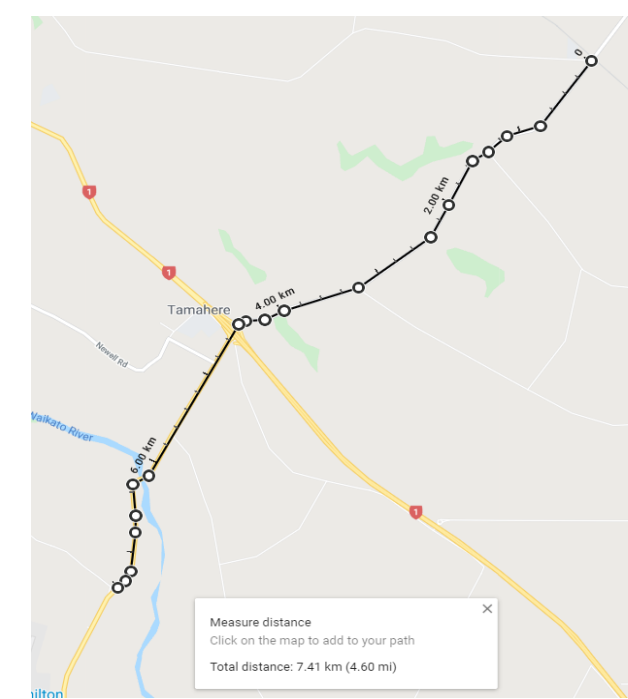 0
1
2.00 km
1
4.00 km
Tamahere
Newell Rd
Waikato River
6.00 km
1
Measure distance
Click on the map to add to your path
Total distance: 7.41 km (4.60 mi)
ilton